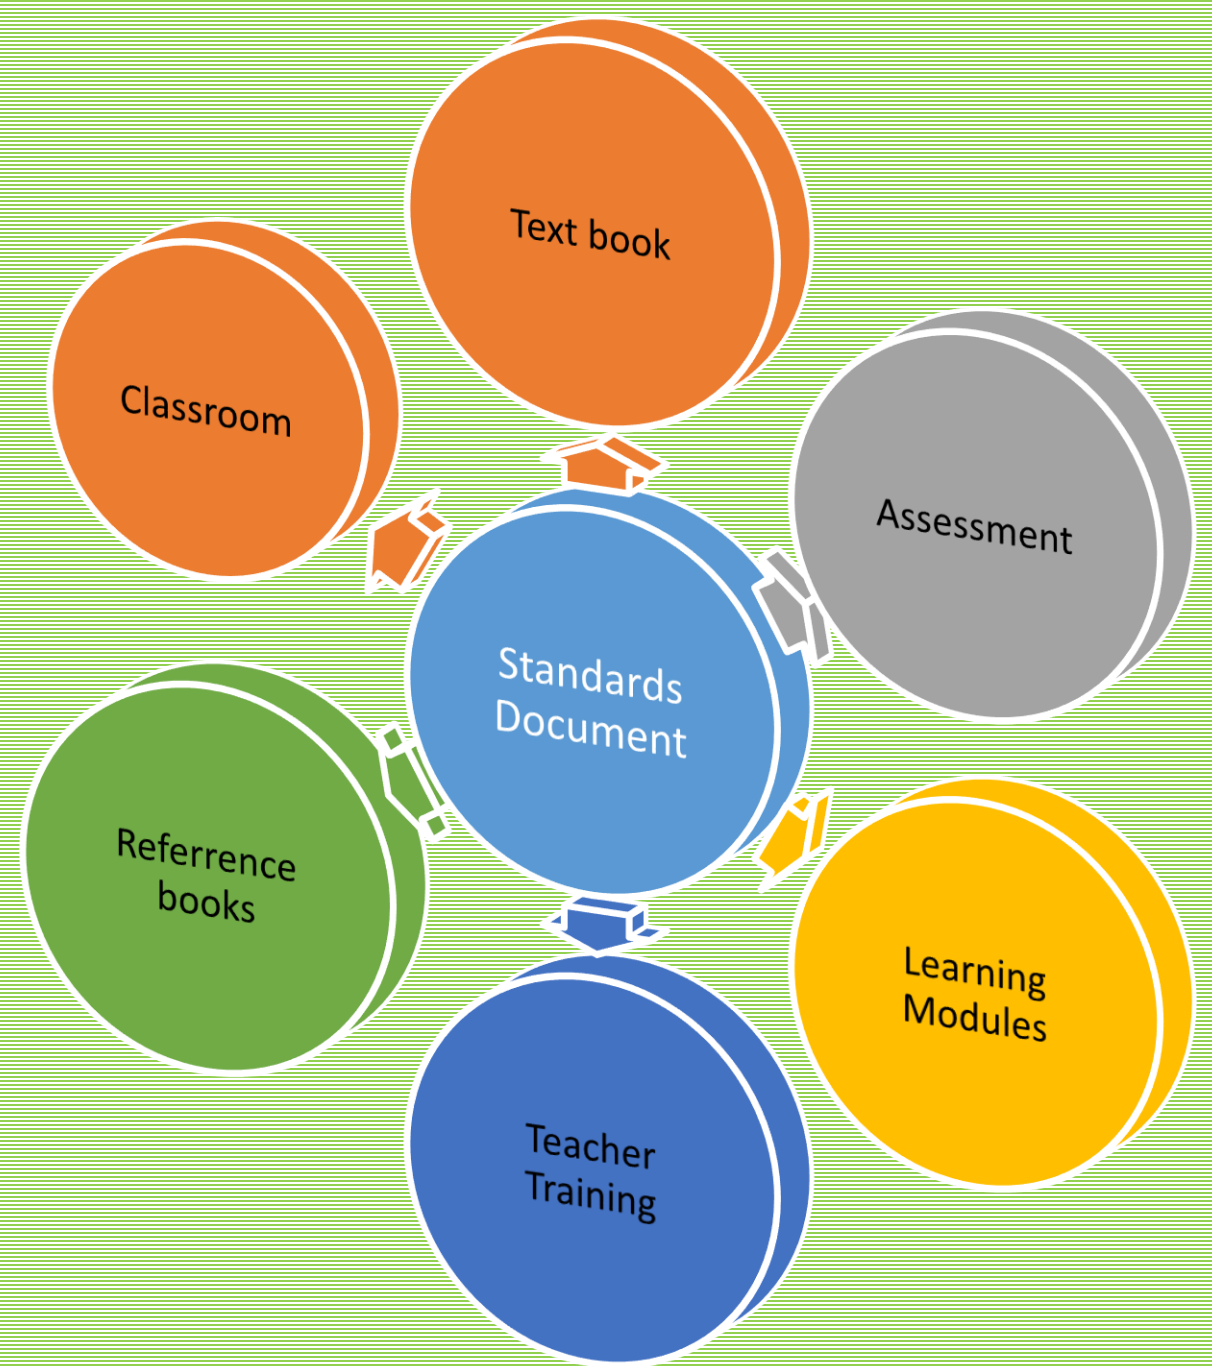 Text book
Classroom
Assessment
Standards
Document
Referrence
books
Learning
Modules
Teacher
Training